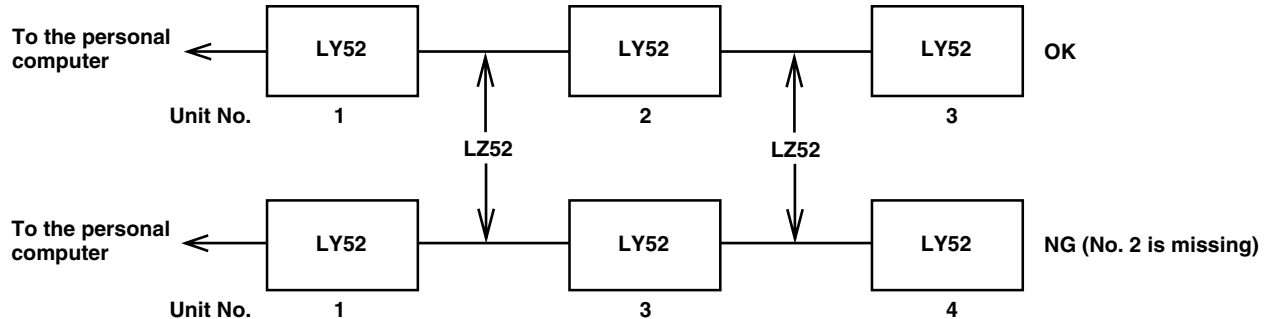 To the personal
computer
LY52
LY52
LY52
OK
Unit No.
1
2
3
LZ52
LZ52
To the personal
computer
LY52
LY52
LY52
NG (No. 2 is missing)
Unit No.
1
3
4